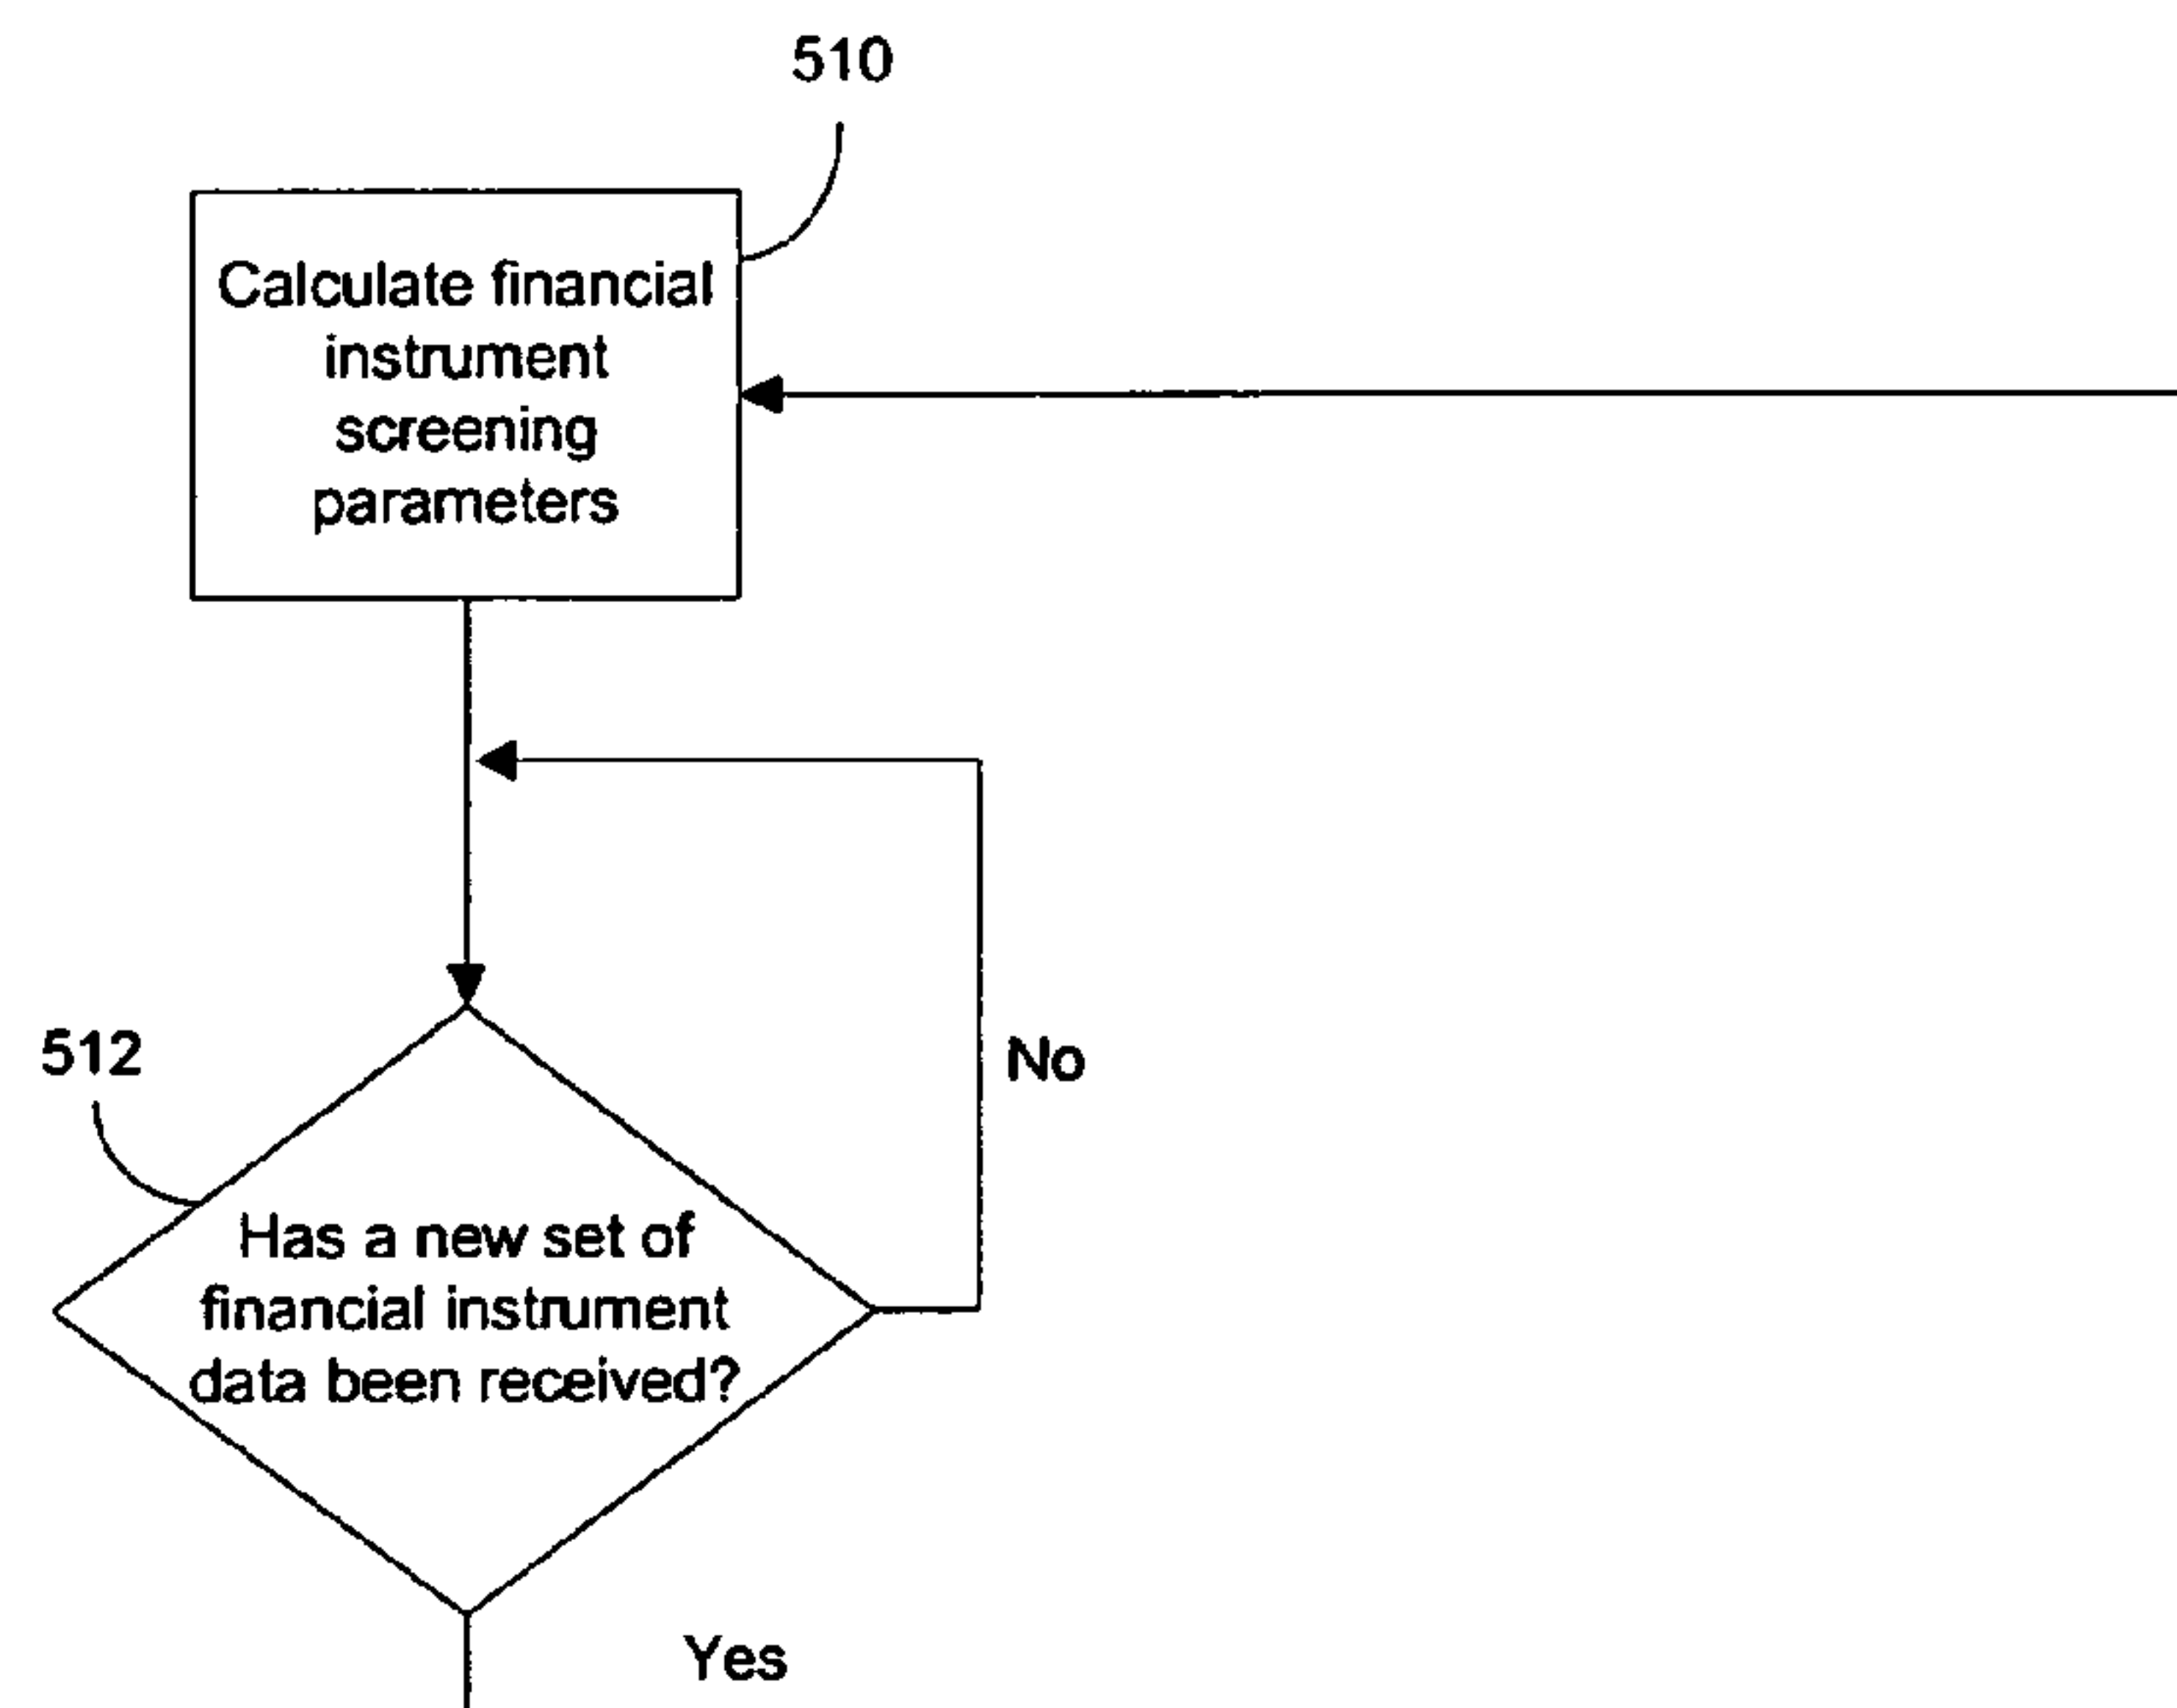 510
Calculate financial
instrument
screening
parameters
512
No
Has a new set of
financial instrument
data been received?
Yes